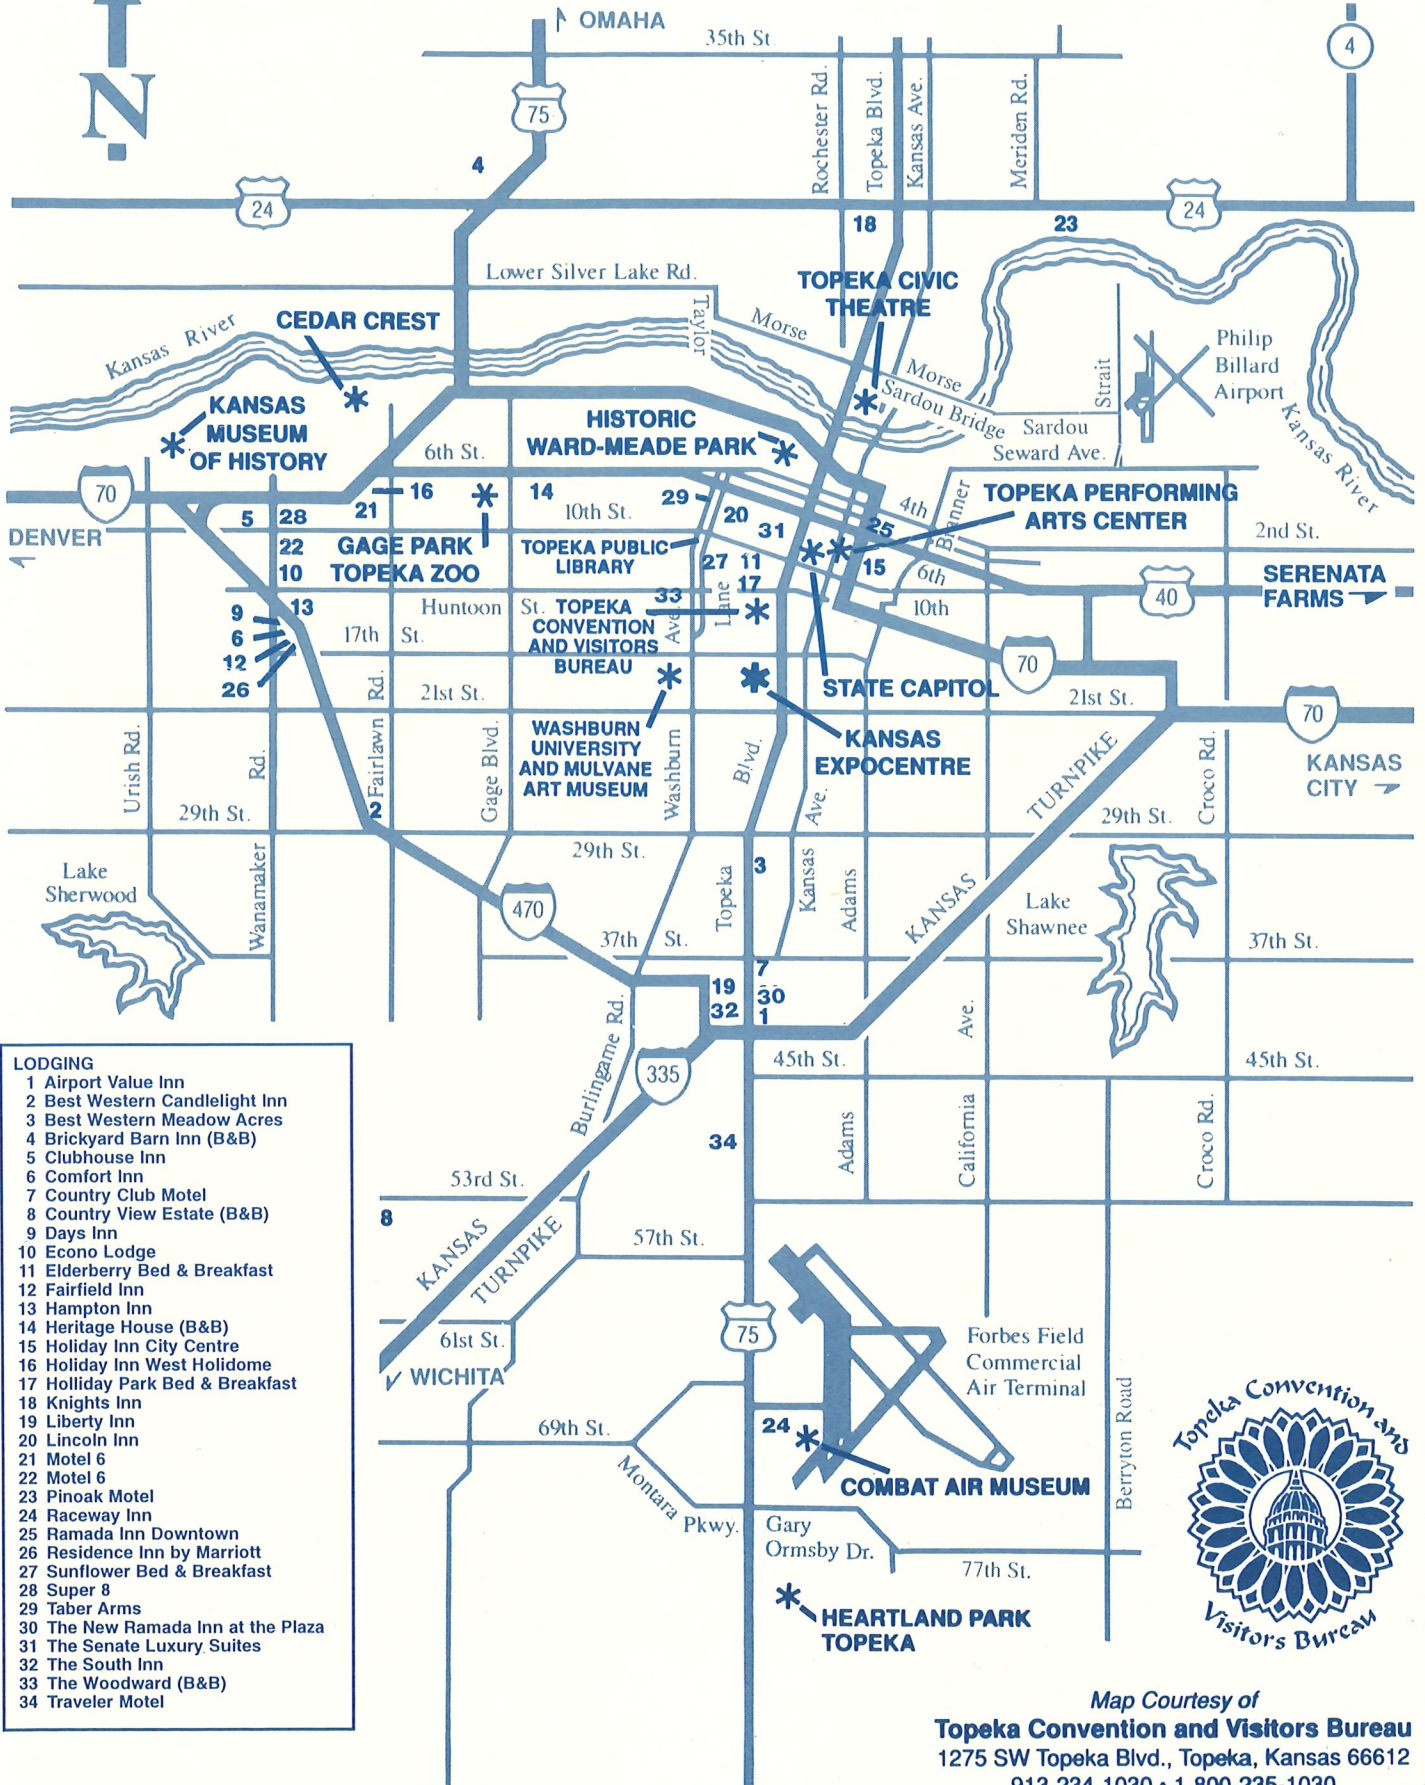 OMAHA
35th St.
75
4
N
Rochester Rd.
Topeka Blvd.
Kansas Ave.
Meriden Rd.
4
24
24
18
23
Lower Silver Lake Rd.
TOPEKA CIVIC
THEATRE
Kansas River
CEDAR CREST
Taylor
Morse
Morse
Sardou Bridge
Strait
Philip
Billard
Airport
Kansas River
KANSAS
MUSEUM
OF HISTORY
HISTORIC
WARD-MEADE PARK
Sardou
Seward Ave.
6th St.
70
DENVER
5
28
22
10
21
16
14
GAGE PARK
TOPEKA ZOO
10th St.
29
20
31
25
15
4th
Branner
TOPEKA PERFORMING
ARTS CENTER
2nd St.
TOPEKA PUBLIC
LIBRARY
27
11
17
33
Lane
Ave.
6th
10th
40
SERENATA
FARMS
9
6
12
26
13
Huntoon St.
17th St.
TOPEKA
CONVENTION
AND VISITORS
BUREAU
70
STATE CAPITOL
21st St.
21st St.
70
KANSAS
CITY
WASHBURN
UNIVERSITY
AND MULVANE
ART MUSEUM
KANSAS
EXPOCENTRE
Urish Rd.
Rd.
Wanamaker
Fairlawn Rd.
Gage Blvd.
Washburn
Blvd.
Topeka
Ave.
Kansas
Adams
KANSAS TURNPIKE
Croco Rd.
2
29th St.
29th St.
29th St.
Lake
Sherwood
470
3
Lake
Shawnee
37th St.
37th St.
7
19
30
32
1
Burlingame Rd.
335
45th St.
45th St.
Ave.
California
Adams
Croco Rd.
34
53rd St.
8
KANSAS
TURNPIKE
57th St.
61st St.
WICHITA
75
Forbes Field
Commercial
Air Terminal
69th St.
24
COMBAT AIR MUSEUM
Montara
Pkwy.
Gary
Ormsby Dr.
77th St.
Berryton Road
HEARTLAND PARK
TOPEKA
LODGING
1 Airport Value Inn
2 Best Western Candlelight Inn
3 Best Western Meadow Acres
4 Brickyard Barn Inn (B&B)
5 Clubhouse Inn
6 Comfort Inn
7 Country Club Motel
8 Country View Estate (B&B)
9 Days Inn
10 Econo Lodge
11 Elderberry Bed & Breakfast
12 Fairfield Inn
13 Hampton Inn
14 Heritage House (B&B)
15 Holiday Inn City Centre
16 Holiday Inn West Holidome
17 Holliday Park Bed & Breakfast
18 Knights Inn
19 Liberty Inn
20 Lincoln Inn
21 Motel 6
22 Motel 6
23 Pinoak Motel
24 Raceway Inn
25 Ramada Inn Downtown
26 Residence Inn by Marriott
27 Sunflower Bed & Breakfast
28 Super 8
29 Taber Arms
30 The New Ramada Inn at the Plaza
31 The Senate Luxury Suites
32 The South Inn
33 The Woodward (B&B)
34 Traveler Motel
Topeka Convention and
Visitors Bureau
Map Courtesy of
Topeka Convention and Visitors Bureau
1275 SW Topeka Blvd., Topeka, Kansas 66612
913-234-1030 • 1-800-235-1030